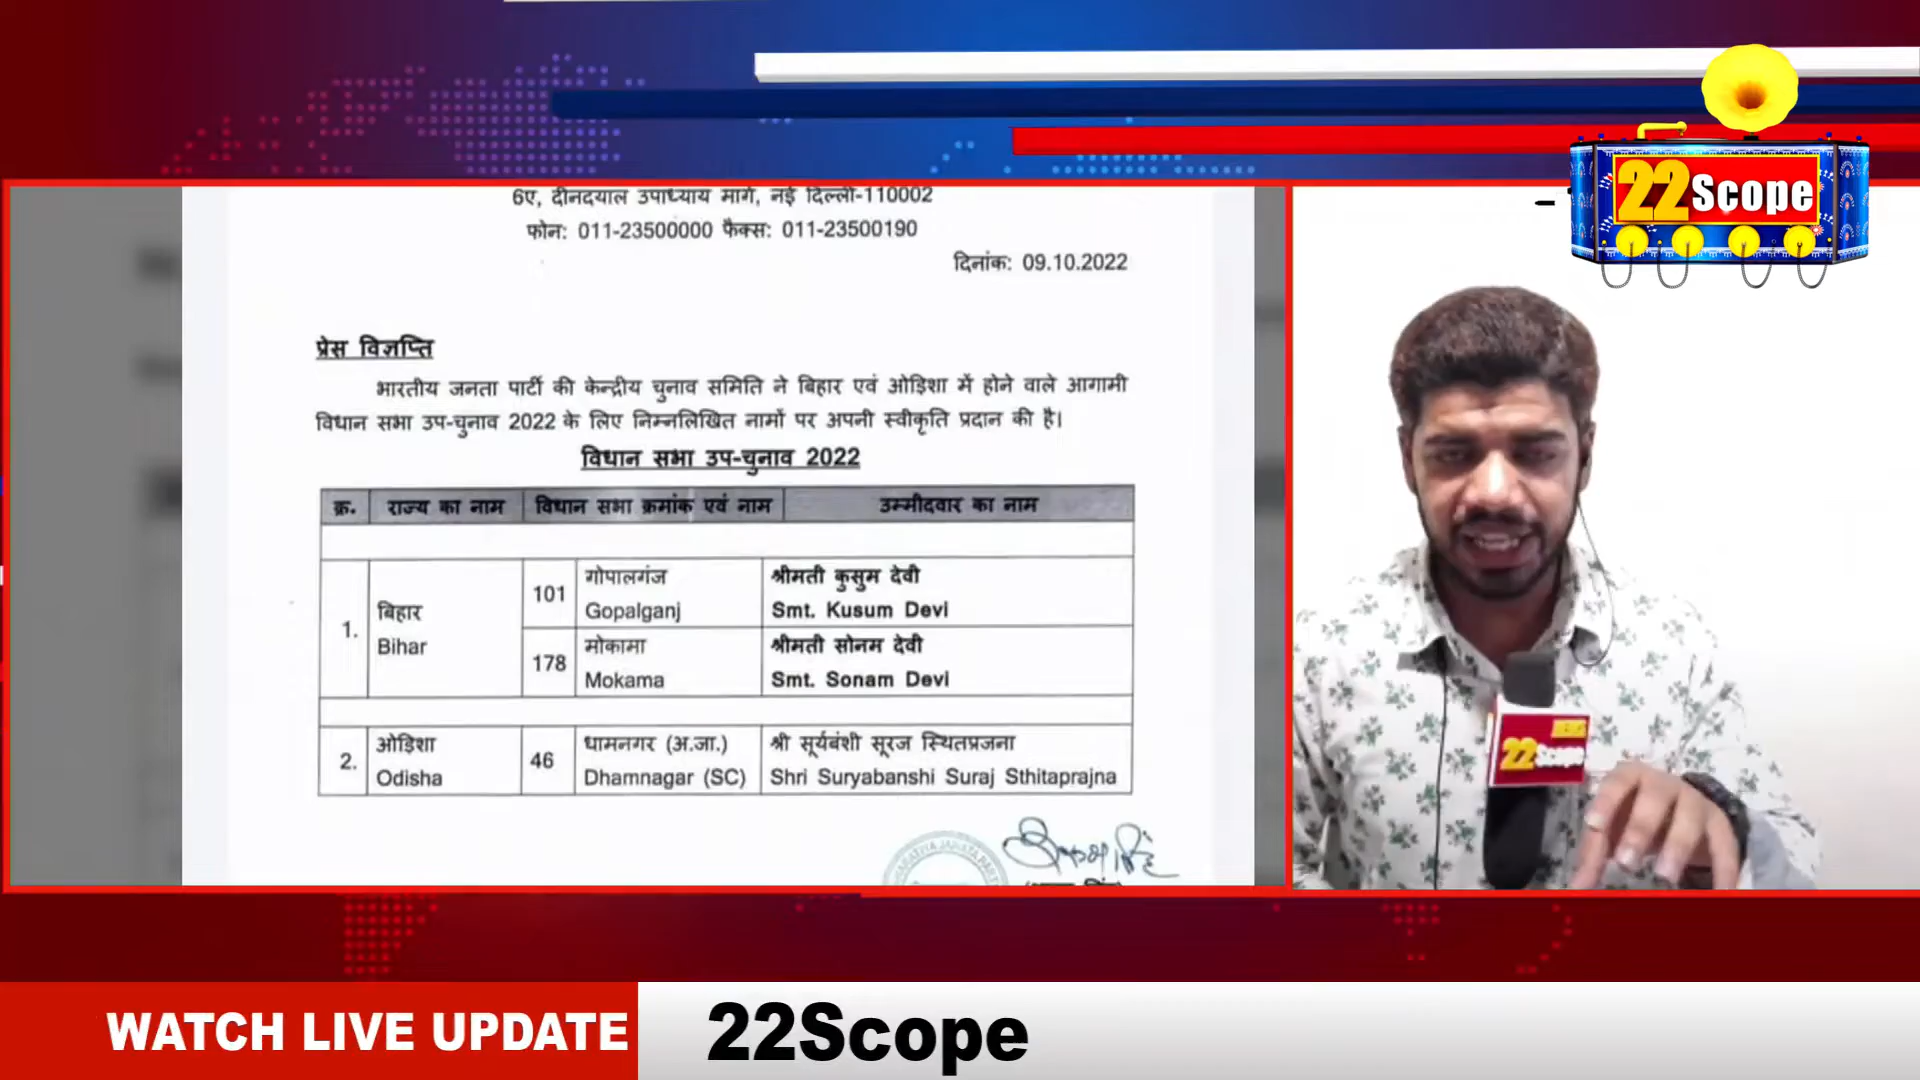 6ए, दीनदयाल उपाध्याय मार्ग, नई दिल्ली-110002
फोन: 011-23500000 फैक्स: 011-23500190
दिनांक: 09.10.2022
प्रेस विज्ञप्ति
भारतीय जनता पार्टी की केन्द्रीय चुनाव समिति ने बिहार एवं ओड़िशा में होने वाले आगामी
विधान सभा उप-चुनाव 2022 के लिए निम्नलिखित नामों पर अपनी स्वीकृति प्रदान की है।
विधान सभा उप-चुनाव 2022
क्र. राज्य का नाम विधान सभा क्रमांक एवं नाम उम्मीदवार का नाम
1. बिहार
Bihar
101 गोपालगंज
Gopalganj
श्रीमती कुसुम देवी
Smt. Kusum Devi
178 मोकामा
Mokama
श्रीमती सोनम देवी
Smt. Sonam Devi
2. ओड़िशा
Odisha
46 धामनगर (अ.जा.)
Dhamnagar (SC)
श्री सूर्यबंशी सूरज स्थितप्रजना
Shri Suryabanshi Suraj Sthitaprajna
22Scope
NEWS
22Scope
WATCH LIVE UPDATE
22Scope